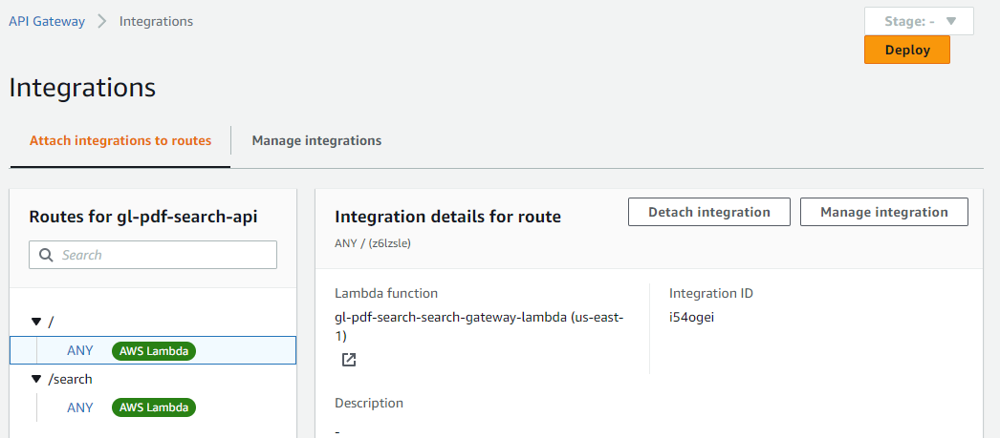 API Gateway
Integrations
Stage: -
Deploy
Integrations
Attach integrations to routes
Manage integrations
Routes for gl-pdf-search-api
Search
/
ANY
AWS Lambda
/search
ANY
AWS Lambda
Integration details for route
ANY / (z6lzsle)
Detach integration
Manage integration
Lambda function
gl-pdf-search-search-gateway-lambda (us-east-
1)
Integration ID
i54ogei
Description
-